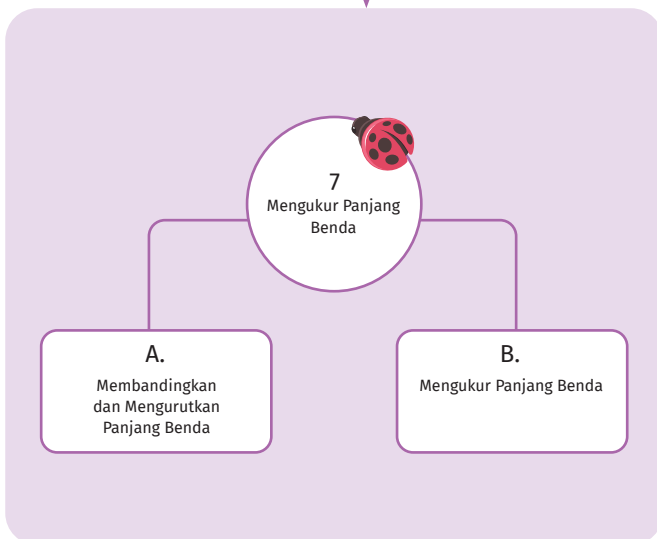 7
Mengukur Panjang
Benda
A.
Membandingkan
dan Mengurutkan
Panjang Benda
B.
Mengukur Panjang Benda